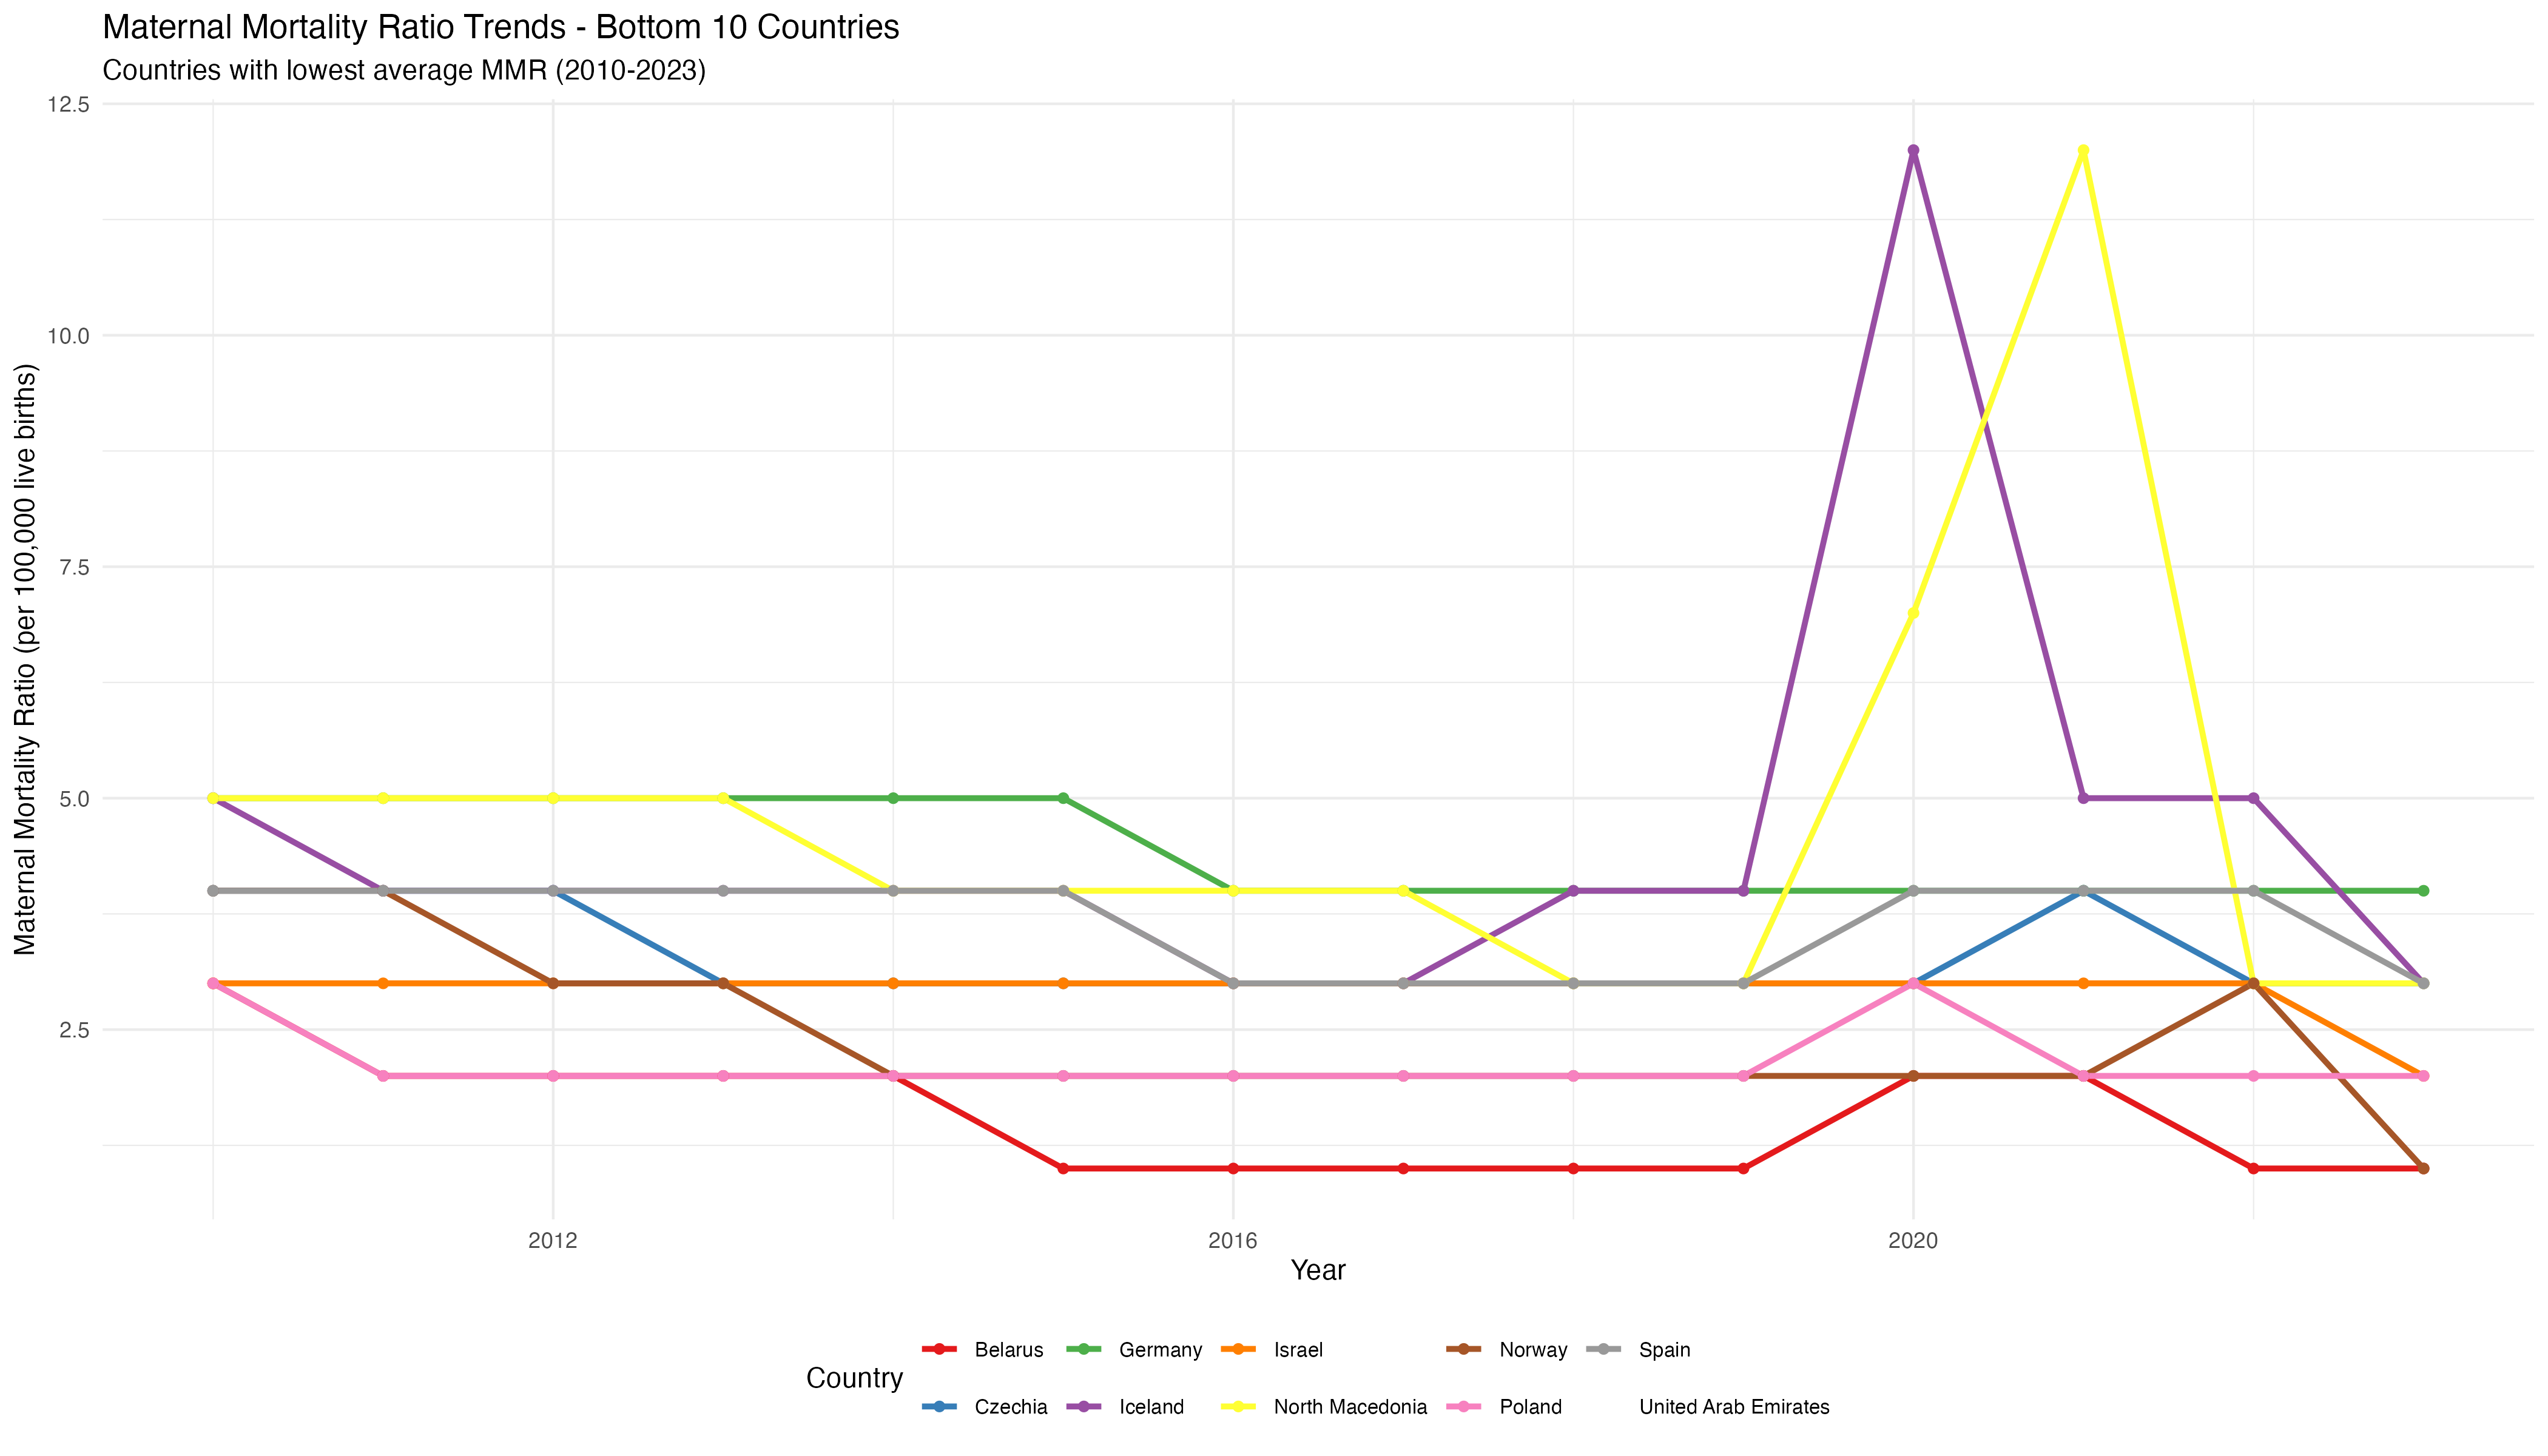 Maternal Mortality Ratio Trends - Bottom 10 Countries
Countries with lowest average MMR (2010-2023)
Maternal Mortality Ratio (per 100,000 live births)
12.5
10.0
7.5
5.0
2.5
2012 2016 2020
Year
Country
Belarus Germany Israel Norway Spain
Czechia Iceland North Macedonia Poland United Arab Emirates